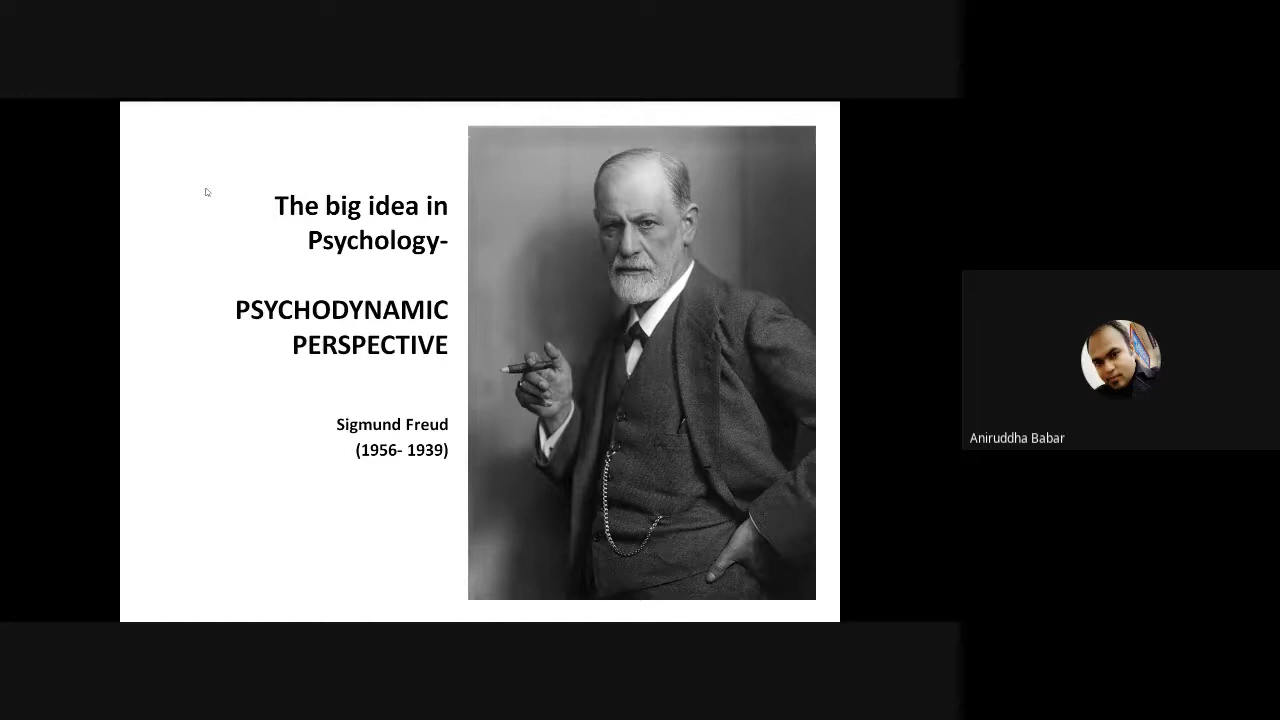 The big idea in
Psychology-
PSYCHODYNAMIC
PERSPECTIVE
Sigmund Freud
(1956- 1939)
Aniruddha Babar